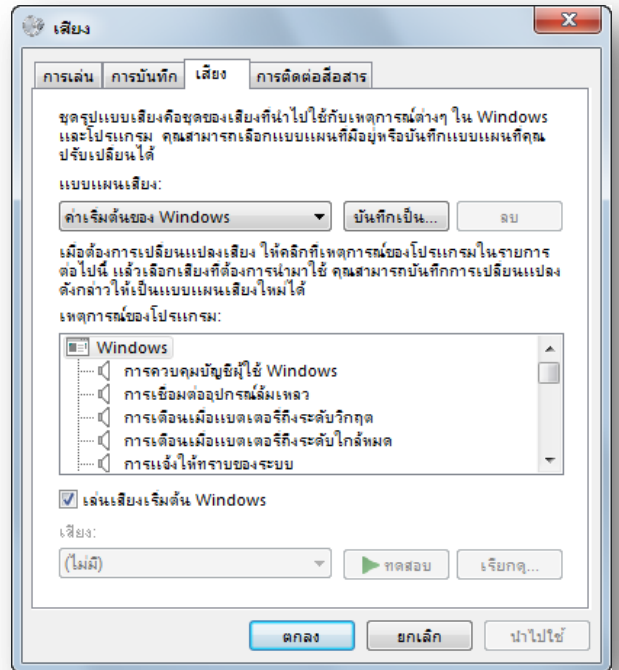 เสียง
การเล่น
การบันทึก
เสียง
การติดต่อสื่อสาร
ชุดรูปแบบเสียงคือชุดของเสียงที่นำไปใช้กับเหตุการณ์ต่างๆ ใน Windows
และโปรแกรม คุณสามารถเลือกแบบแผนที่มีอยู่หรือบันทึกแบบแผนที่คุณ
ปรับเปลี่ยนได้
แบบแผนเสียง:
ค่าเริ่มต้นของ Windows
บันทึกเป็น...
ลบ
เมื่อต้องการเปลี่ยนแปลงเสียง ให้คลิกที่เหตุการณ์ของโปรแกรมในรายการ
ต่อไปนี้ แล้วเลือกเสียงที่ต้องการนำมาใช้ คุณสามารถบันทึกการเปลี่ยนแปลง
ดังกล่าวให้เป็นแบบแผนเสียงใหม่ได้
เหตุการณ์ของโปรแกรม:
Windows
การควบคุมบัญชีผู้ใช้ Windows
การเชื่อมต่ออุปกรณ์ล้มเหลว
การเตือนเมื่อแบตเตอรี่ถึงระดับวิกฤต
การเตือนเมื่อแบตเตอรี่ถึงระดับใกล้หมด
การแจ้งให้ทราบของระบบ
เล่นเสียงเริ่มต้น Windows
เสียง:
(ไม่มี)
ทดสอบ
เรียกดู...
ตกลง
ยกเลิก
นำไปใช้